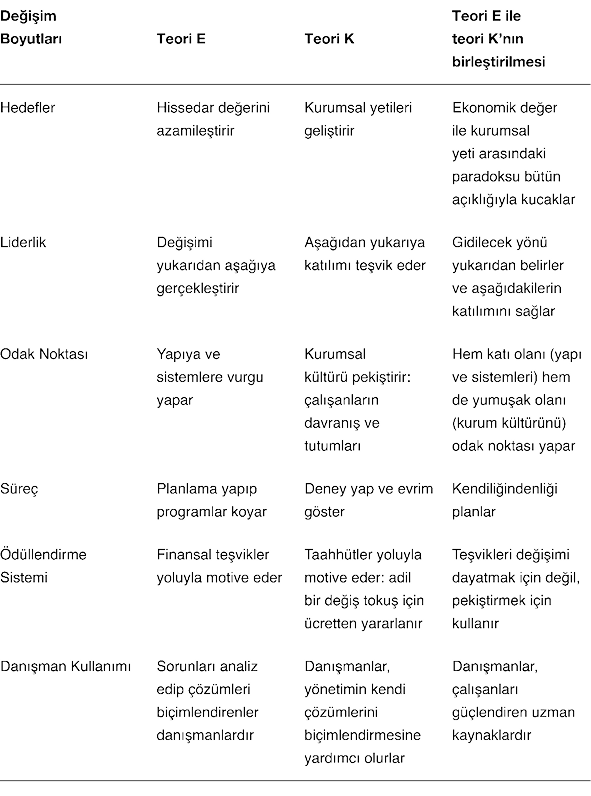 Değişim Boyutları
Teori E
Teori K
Teori E ile
teori K'nın
birleştirilmesi
Hedefler
Hissedar değerini
azamileştirir
Kurumsal yetileri
geliştirir
Ekonomik değer
ile kurumsal
yeti arasındaki
paradoksu bütün
açıklığıyla kucaklar
Liderlik
Değişimi
yukarıdan aşağıya
gerçekleştirir
Aşağıdan yukarıya
katılımı teşvik eder
Gidilecek yönü
yukarıdan belirler
ve aşağıdakilerin
katılımını sağlar
Odak Noktası
Yapıya ve
sistemlere vurgu
yapar
Kurumsal
kültürü pekiştirir:
çalışanların
davranış ve
tutumları
Hem katı olanı (yapı
ve sistemleri) hem
de yumuşak olanı
(kurum kültürünü)
odak noktası yapar
Süreç
Planlama yapıp
programlar koyar
Deney yap ve evrim
göster
Kendiliğindenliği
planlar
Ödüllendirme
Sistemi
Finansal teşvikler
yoluyla motive eder
Taahhütler yoluyla
motive eder: adil
bir değiş tokuş için
ücretten yararlanır
Teşvikleri değişimi
dayatmak için değil,
pekiştirmek için
kullanır
Danışman Kullanımı
Sorunları analiz
edip çözümleri
biçimlendirenler
danışmanlardır
Danışmanlar,
yönetimin kendi
çözümlerini
biçimlendirmesine
yardımcı olurlar
Danışmanlar,
çalışanları
güçlendiren uzman
kaynaklardır